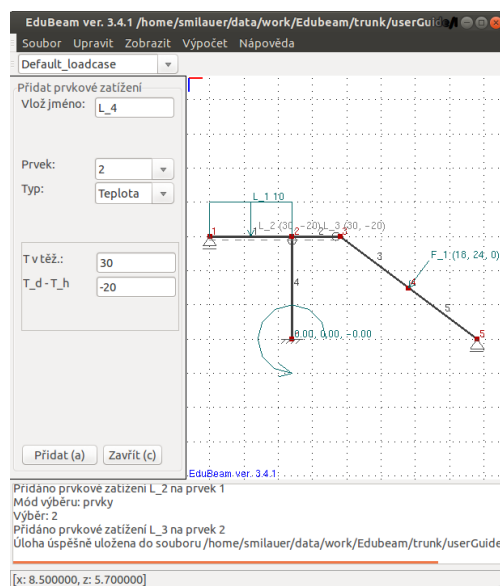 EduBeam ver. 3.4.1 /home/smilauer/data/work/Edubeam/trunk/userGui
Soubor Upravit Zobrazit Výpočet Nápověda
Default_loadcase
Přidat prvkové zatížení
Vlož jméno: L_4
Prvek: 2
Typ: Teplota
T v těž.: 30
T_d - T_h -20
Přidat (a) Zavřít (c)
L_1 10
L_2 (30, -20) L_3 (30, -20)
1 1 2 2 3
F_1 (18, 24, 0)
3
4
4
5
0.00, 0.00, -0.00
5
EduBeam ver. 3.4.1
Přidáno prvkové zatížení L_2 na prvek 1
Mód výběru: prvky
Výběr: 2
Přidáno prvkové zatížení L_3 na prvek 2
Úloha úspěšně uložena do souboru /home/smilauer/data/work/Edubeam/trunk/userGuide
[x: 8.500000, z: 5.700000]